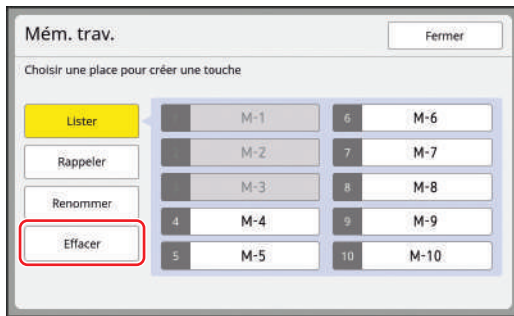 Mém. trav.
Fermer
Choisir une place pour créer une touche
Lister
Rappeler
Renommer
Effacer
M-1
M-2
M-3
4 M-4
5 M-5
6 M-6
7 M-7
8 M-8
9 M-9
10 M-10